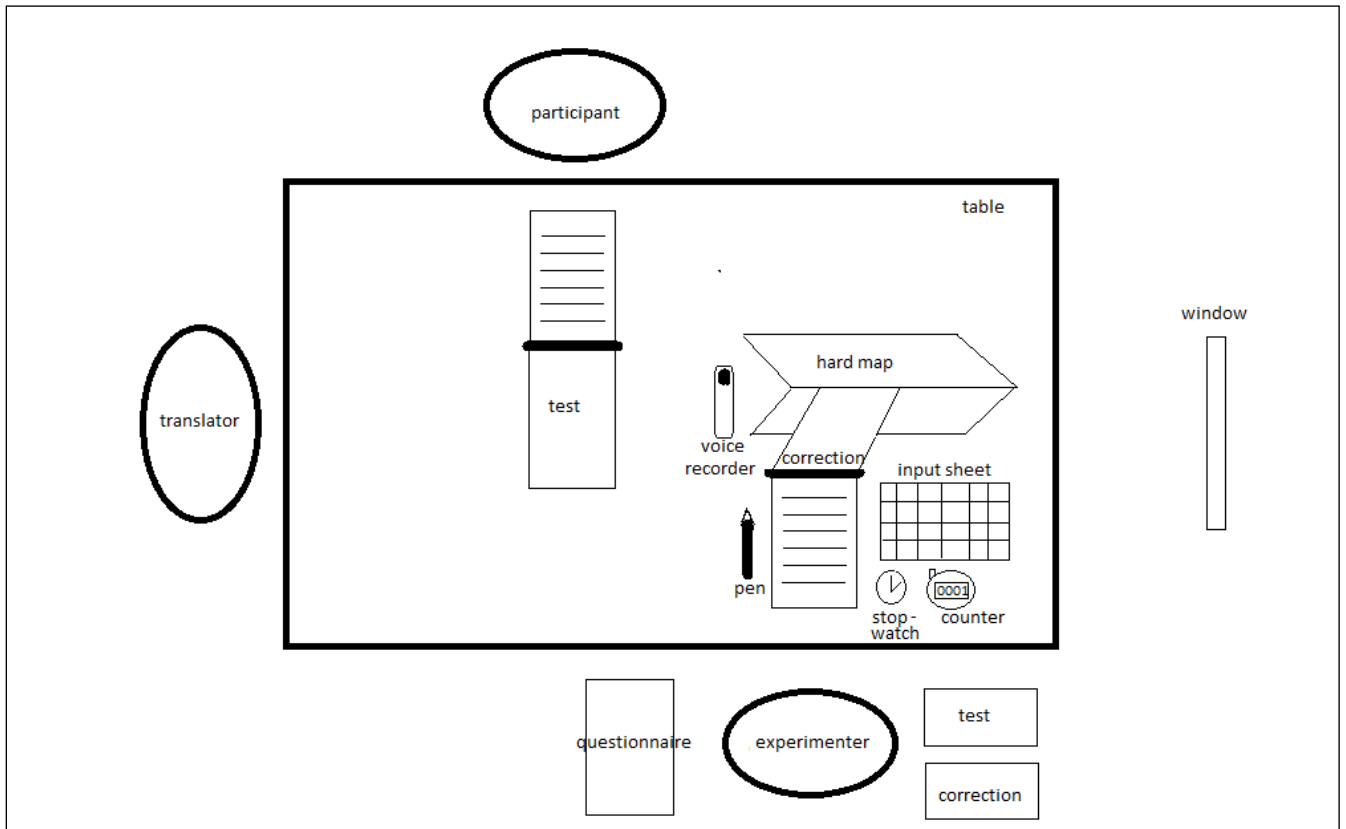 participant
table
window
hard map
test
translator
voice
recorder
correction
input sheet
pen
0001
stop -
watch
counter
test
questionnaire
experimenter
correction